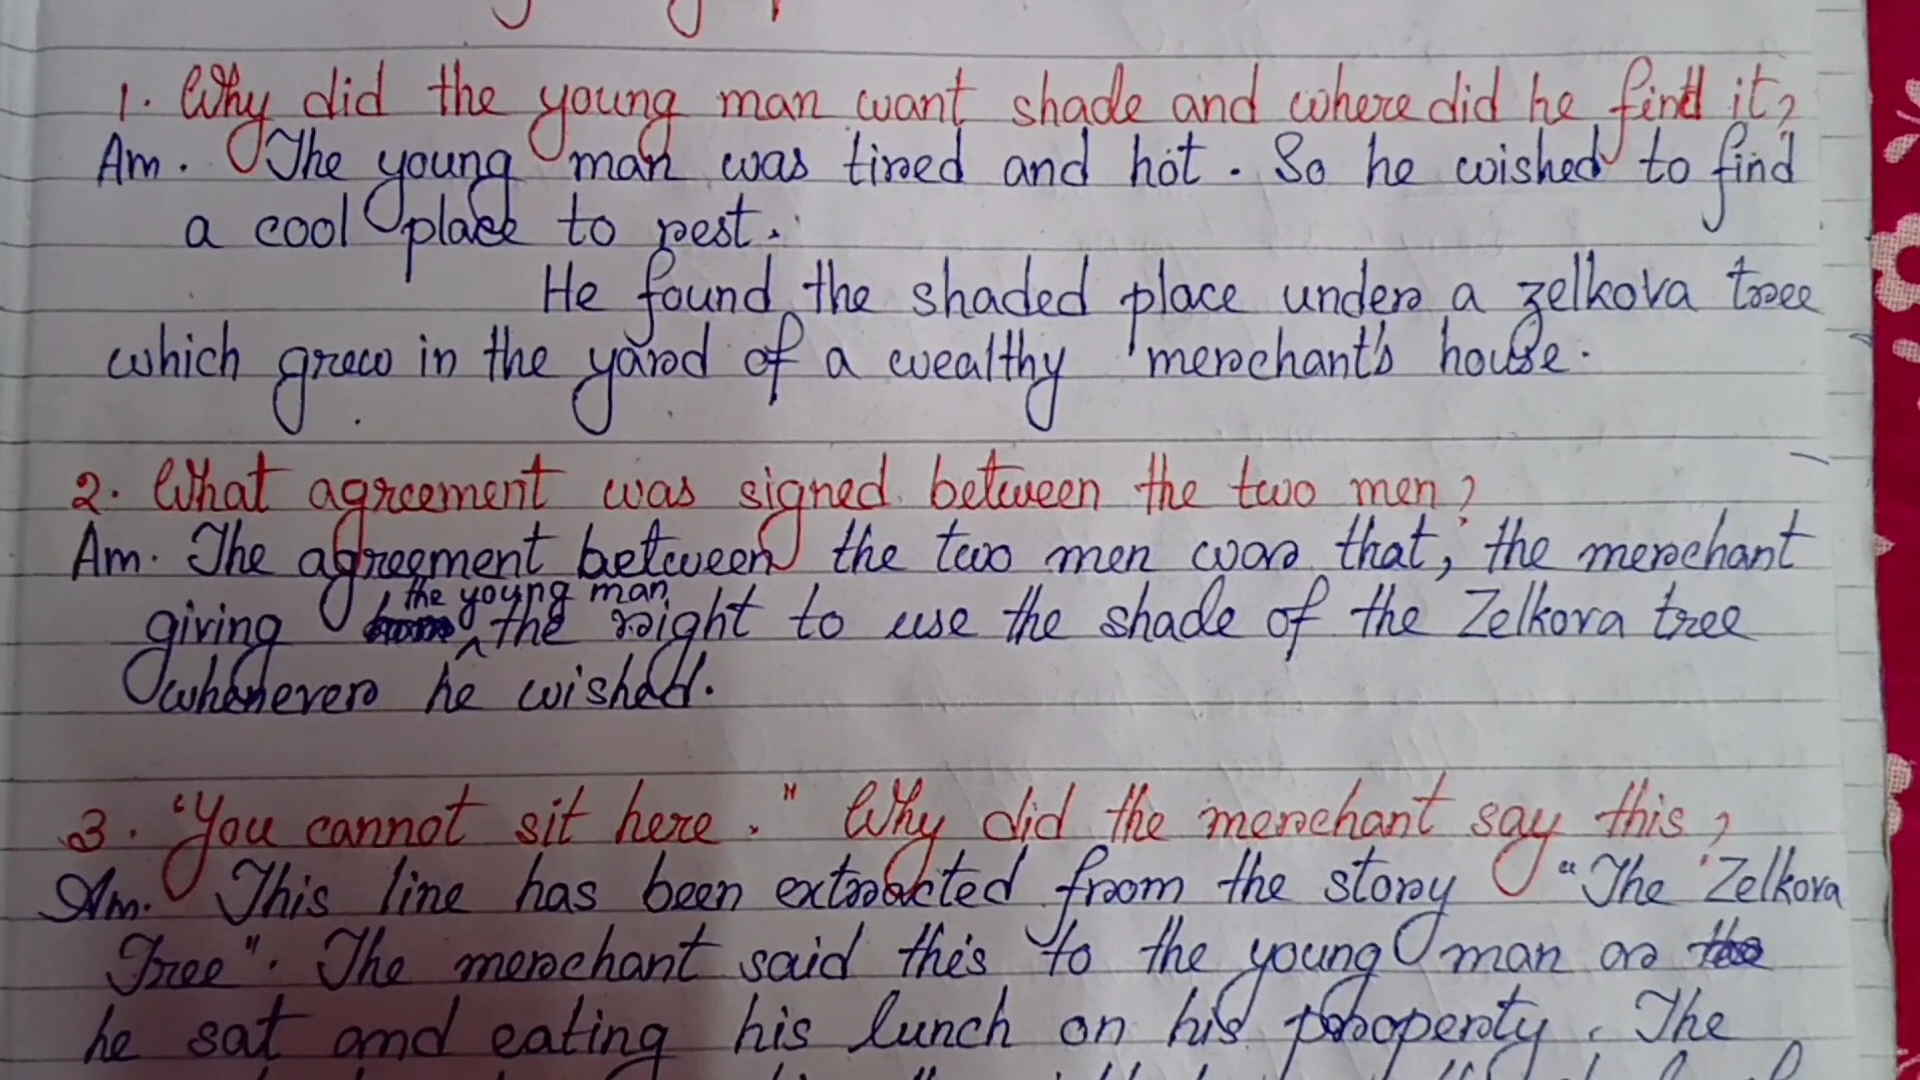 1. Why did the young man want shade and where did he find it?
Ans. The young man was tired and hot. So he wished to find
a cool place to rest.
He found the shaded place under a zelkova tree
which grew in the yard of a wealthy merchant's house.
2. What agreement was signed between the two men?
Ans. The agreement between the two men was that, the merchant
the young man
giving the right to use the shade of the Zelkova tree
whenever he wished.
3. "You cannot sit here." Why did the merchant say this?
Ans. This line has been extracted from the story "The Zelkova
Tree". The merchant said this to the young man as
he sat and eating his lunch on his property. The